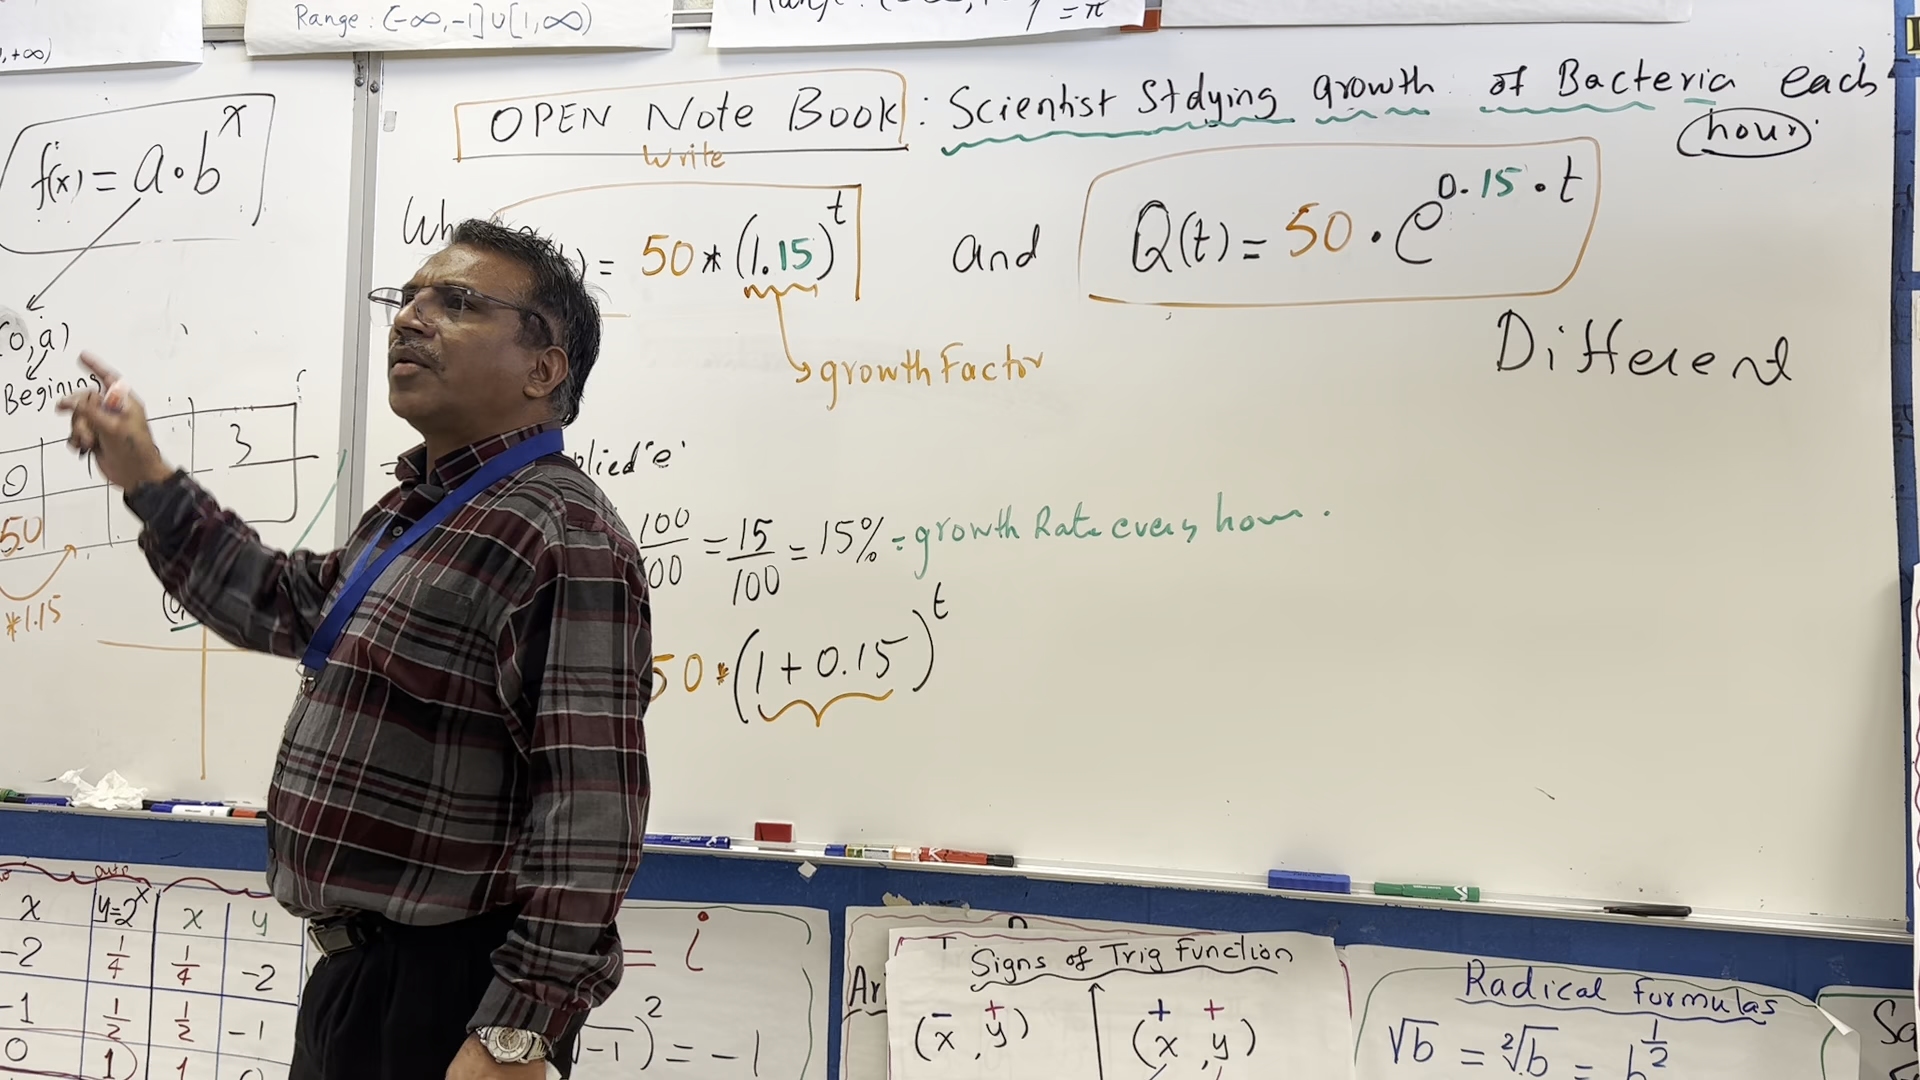 Range: (-∞,-1]∪[1,∞)
= π
,+∞)
OPEN Note Book: Scientist Stdying growth of Bacteria each
hour.
write
f(x) = a•b^x
50*(1.15)^t and Q(t) = 50 • e^0.15•t
growth Factor
Different
(0,a)
Begining
3
0
50
*1.15
'e'
100/100 = 15/100 = 15% = growth Rate every hour.
50*(1+0.15)^t
x y=2^x x y
-2 1/4 1/4 -2
-1 1/2 1/2 -1
0 1 1
= i
)^2 = -1
Signs of Trig Function
- + + +
(x, y) (x, y)
Radical formulas
√b = ²√b = b^1/2